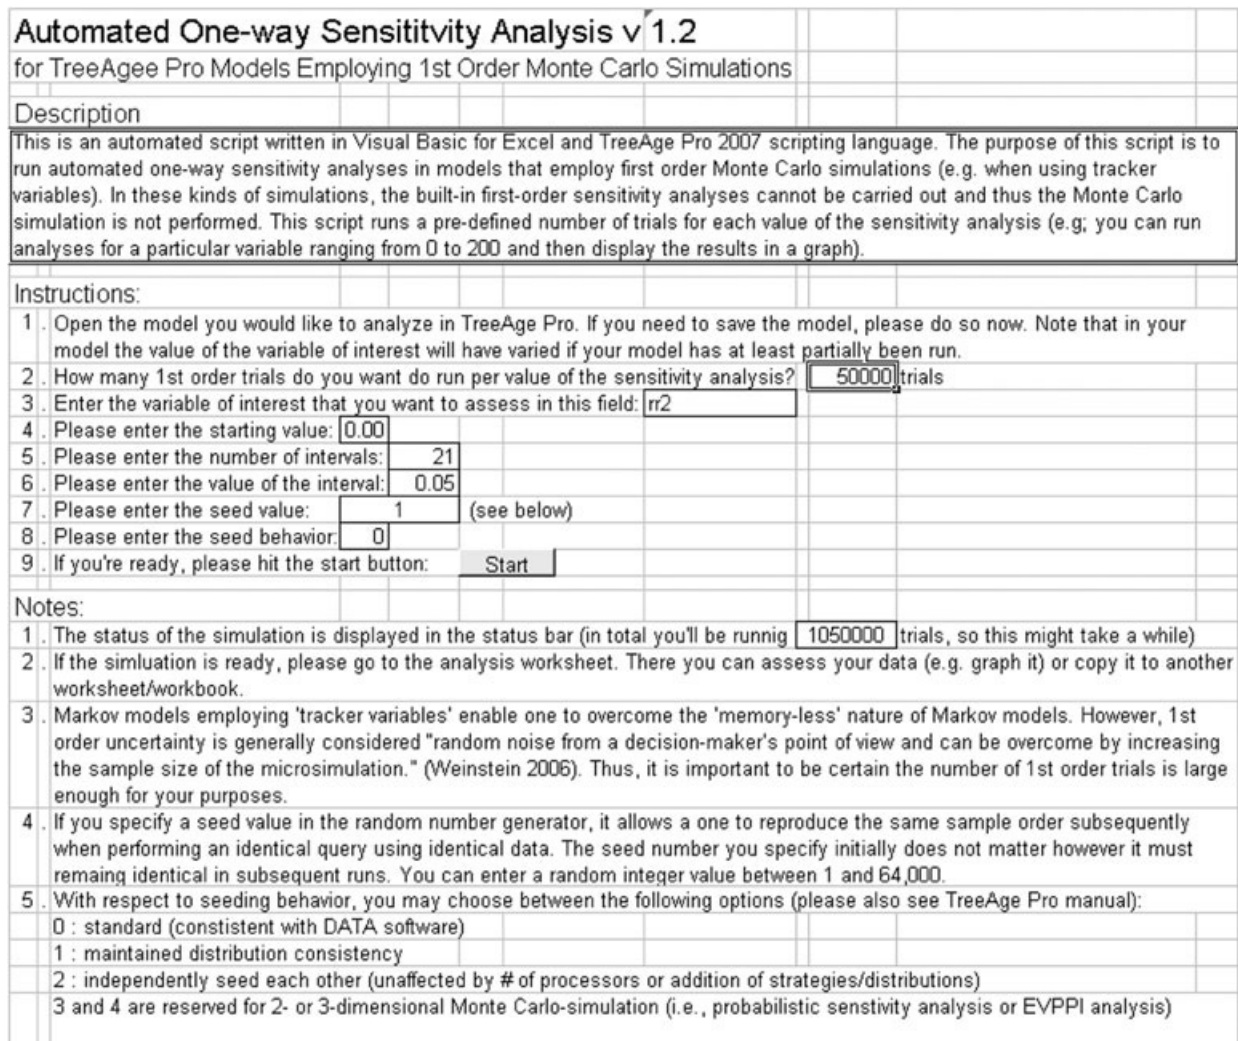 Automated One-way Sensititvity Analysis v 1.2
for TreeAgee Pro Models Employing 1st Order Monte Carlo Simulations
Description
This is an automated script written in Visual Basic for Excel and TreeAge Pro 2007 scripting language. The purpose of this script is to
run automated one-way sensitivity analyses in models that employ first order Monte Carlo simulations (e.g. when using tracker
variables). In these kinds of simulations, the built-in first-order sensitivity analyses cannot be carried out and thus the Monte Carlo
simulation is not performed. This script runs a pre-defined number of trials for each value of the sensitivity analysis (e.g; you can run
analyses for a particular variable ranging from 0 to 200 and then display the results in a graph).
Instructions:
1 . Open the model you would like to analyze in TreeAge Pro. If you need to save the model, please do so now. Note that in your
model the value of the variable of interest will have varied if your model has at least partially been run.
2 . How many 1st order trials do you want do run per value of the sensitivity analysis? 50000 trials
3 . Enter the variable of interest that you want to assess in this field: rr2
4 . Please enter the starting value: 0.00
5 . Please enter the number of intervals: 21
6 . Please enter the value of the interval: 0.05
7 . Please enter the seed value: 1 (see below)
8 . Please enter the seed behavior: 0
9 . If you're ready, please hit the start button: Start
Notes:
1 . The status of the simulation is displayed in the status bar (in total you'll be runnig 1050000 trials, so this might take a while)
2 . If the simluation is ready, please go to the analysis worksheet. There you can assess your data (e.g. graph it) or copy it to another
worksheet/workbook.
3 . Markov models employing 'tracker variables' enable one to overcome the 'memory-less' nature of Markov models. However, 1st
order uncertainty is generally considered "random noise from a decision-maker's point of view and can be overcome by increasing
the sample size of the microsimulation." (Weinstein 2006). Thus, it is important to be certain the number of 1st order trials is large
enough for your purposes.
4 . If you specify a seed value in the random number generator, it allows a one to reproduce the same sample order subsequently
when performing an identical query using identical data. The seed number you specify initially does not matter however it must
remaing identical in subsequent runs. You can enter a random integer value between 1 and 64,000.
5 . With respect to seeding behavior, you may choose between the following options (please also see TreeAge Pro manual):
0 : standard (constistent with DATA software)
1 : maintained distribution consistency
2 : independently seed each other (unaffected by # of processors or addition of strategies/distributions)
3 and 4 are reserved for 2- or 3-dimensional Monte Carlo-simulation (i.e., probabilistic senstivity analysis or EVPPI analysis)